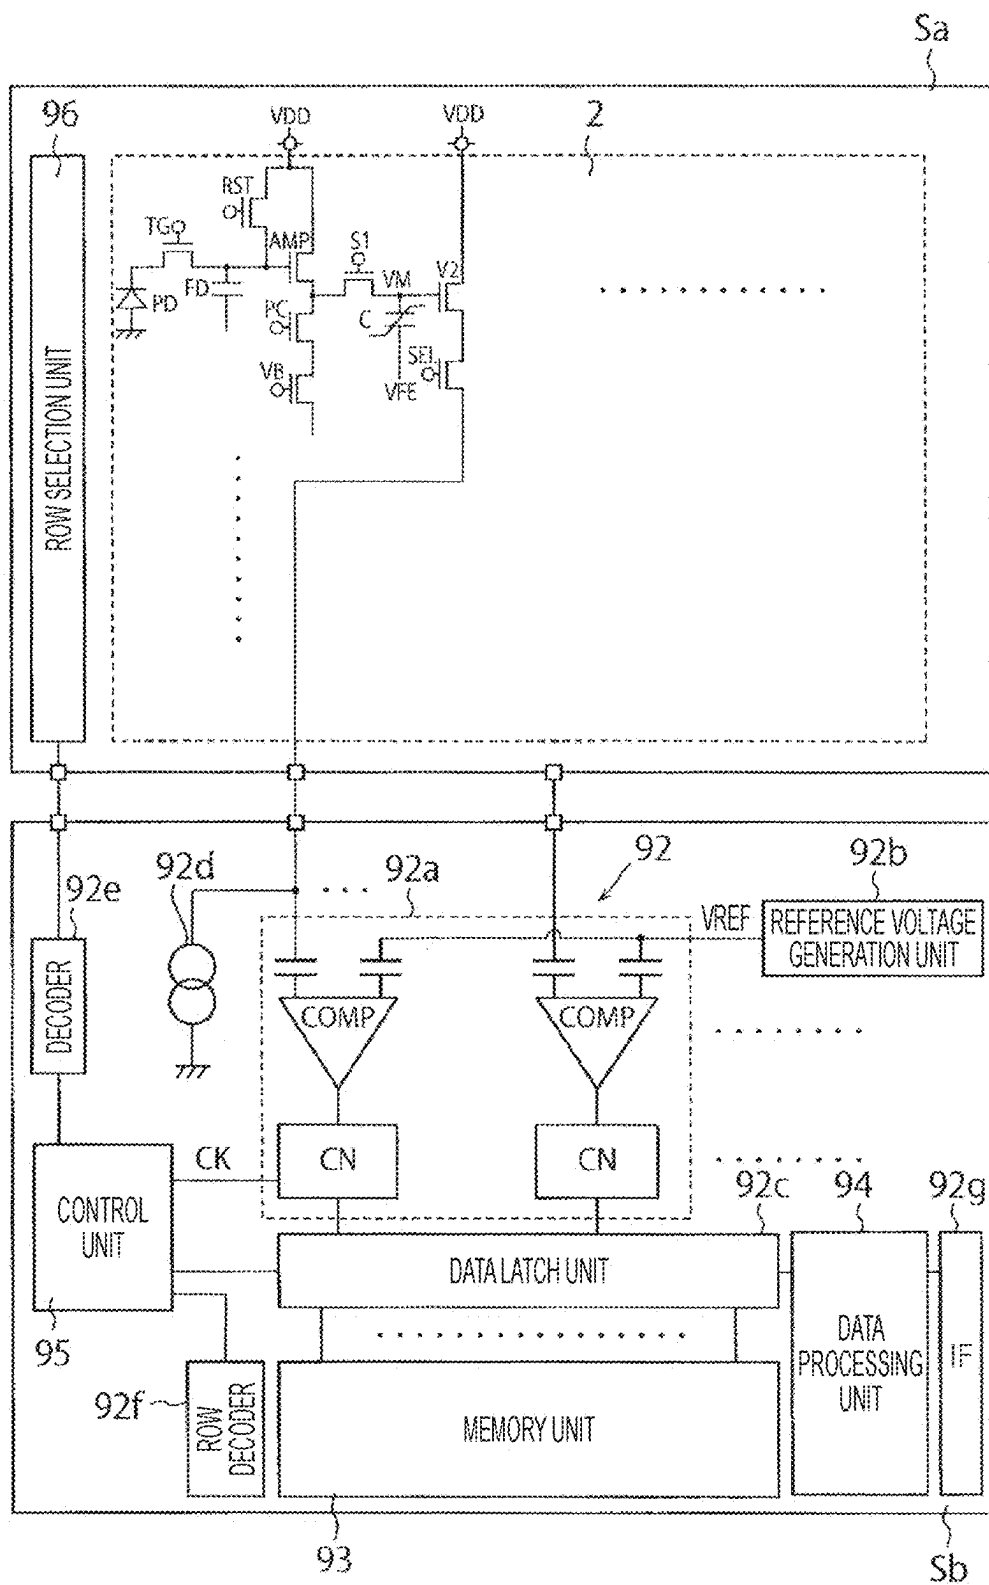 Sa
96
VDD
VDD
2
RST
TG
AMP
S1
VM
V2
FD
PD
PC
C
SEL
VB
VFE
ROW SELECTION UNIT
92d
92a
92
92b
92e
VREF
REFERENCE VOLTAGE
GENERATION UNIT
DECODER
COMP
COMP
CK
CN
CN
92c
94
92g
CONTROL
UNIT
DATA LATCH UNIT
95
DATA
PROCESSING
UNIT
IF
92f
ROW
DECODER
MEMORY UNIT
93
Sb